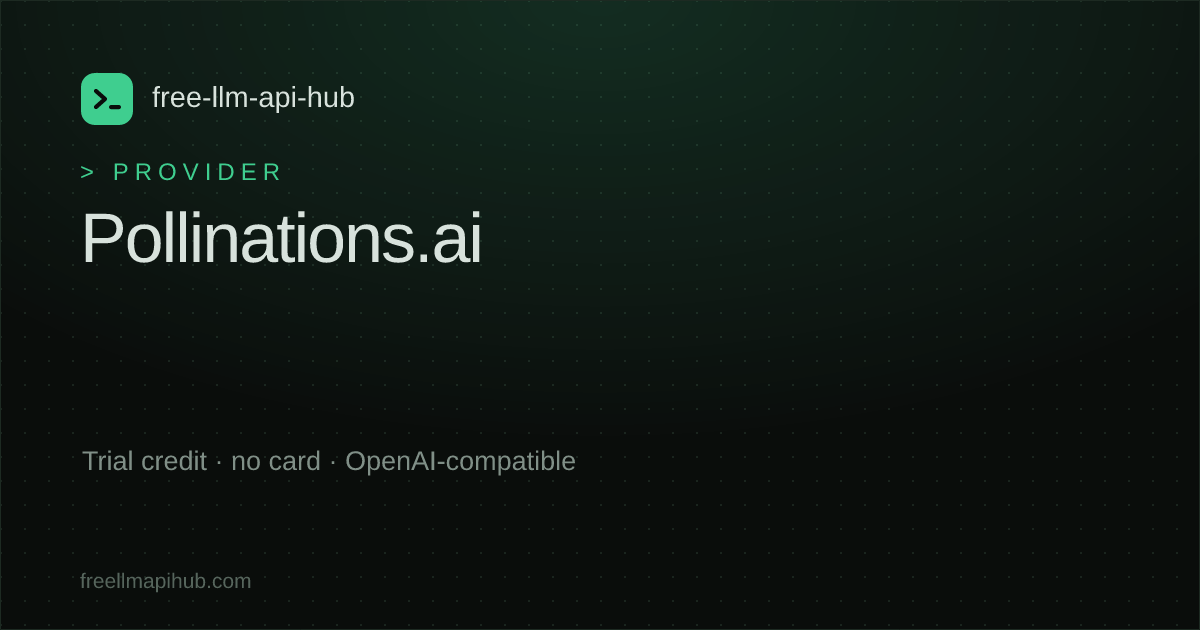 free-llm-api-hub
> PROVIDER
Pollinations.ai
Trial credit · no card · OpenAI-compatible
freellmapihub.com